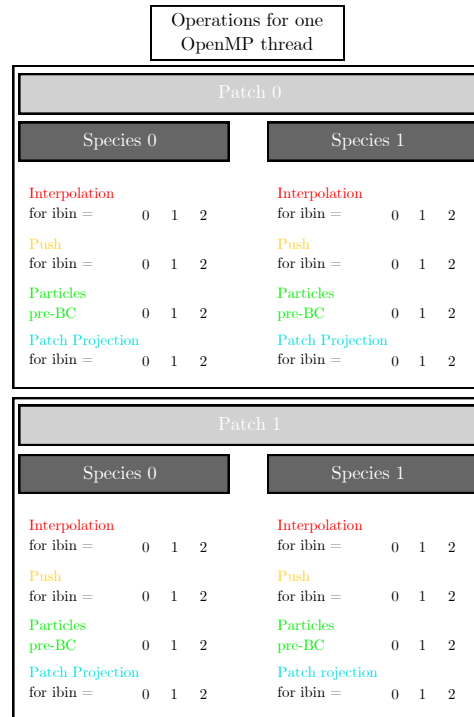 Operations for one
OpenMP thread
Patch 0
Species 0
Species 1
Interpolation
for ibin = 0 1 2
Push
for ibin = 0 1 2
Particles
pre-BC 0 1 2
Patch Projection
for ibin = 0 1 2
Interpolation
for ibin = 0 1 2
Push
for ibin = 0 1 2
Particles
pre-BC 0 1 2
Patch Projection
for ibin = 0 1 2
Patch 1
Species 0
Species 1
Interpolation
for ibin = 0 1 2
Push
for ibin = 0 1 2
Particles
pre-BC 0 1 2
Patch Projection
for ibin = 0 1 2
Interpolation
for ibin = 0 1 2
Push
for ibin = 0 1 2
Particles
pre-BC 0 1 2
Patch rojection
for ibin = 0 1 2